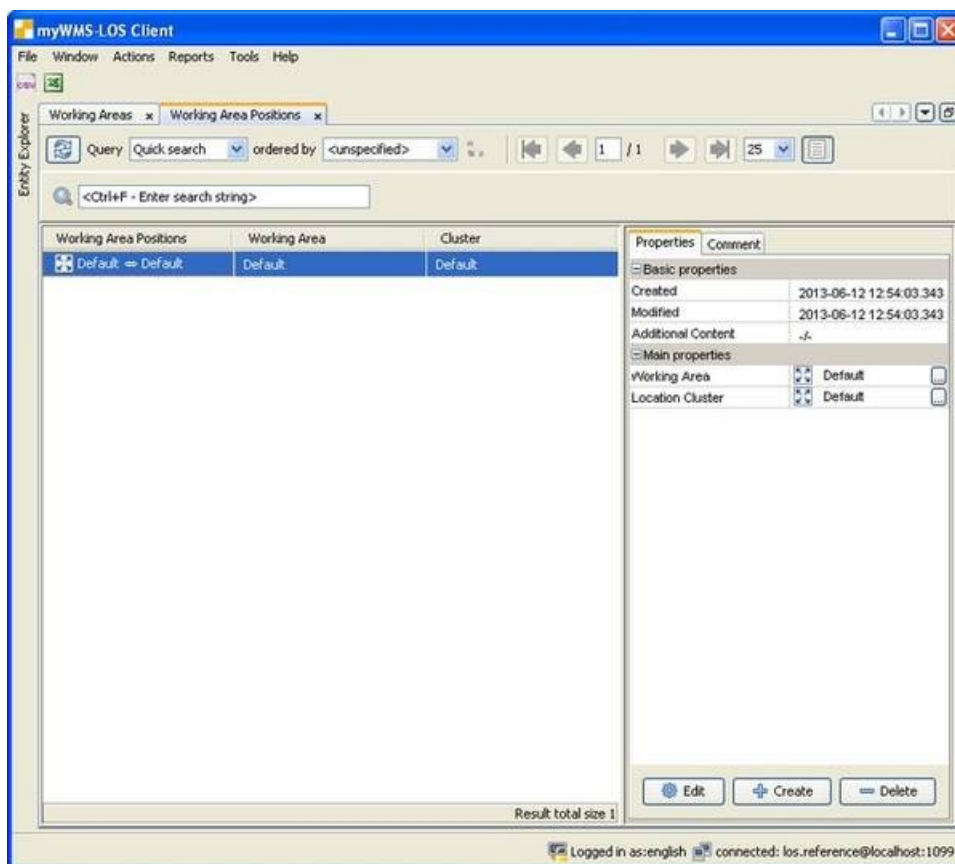 myWMS-LOS Client
File Window Actions Reports Tools Help
csv
Entity Explorer
Working Areas x Working Area Positions x
Query Quick search ordered by <unspecified> 1 / 1 25
<Ctrl+F - Enter search string>
Working Area Positions Working Area Cluster
Default ⇔ Default Default Default
Properties Comment
Basic properties
Created 2013-06-12 12:54:03.343
Modified 2013-06-12 12:54:03.343
Additional Content -/-
Main properties
Working Area Default ...
Location Cluster Default ...
Edit Create Delete
Result total size 1
Logged in as:english connected: los.reference@localhost:1099